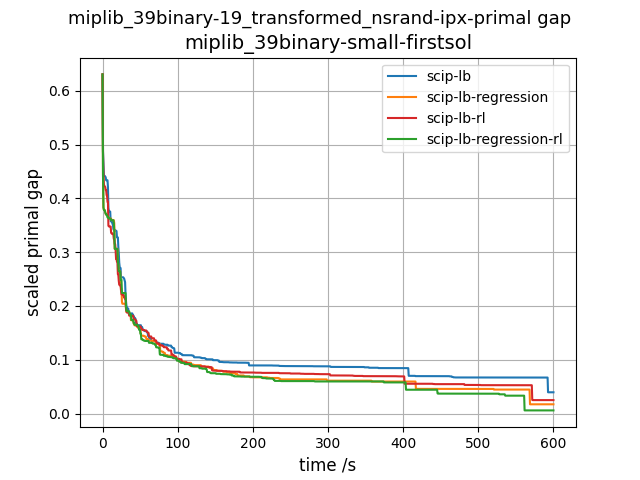 miplib_39binary-19_transformed_nsrand-ipx-primal gap
miplib_39binary-small-firstsol
scip-lb
scip-lb-regression
scip-lb-rl
scip-lb-regression-rl
scaled primal gap
0.6
0.5
0.4
0.3
0.2
0.1
0.0
0 100 200 300 400 500 600
time /s